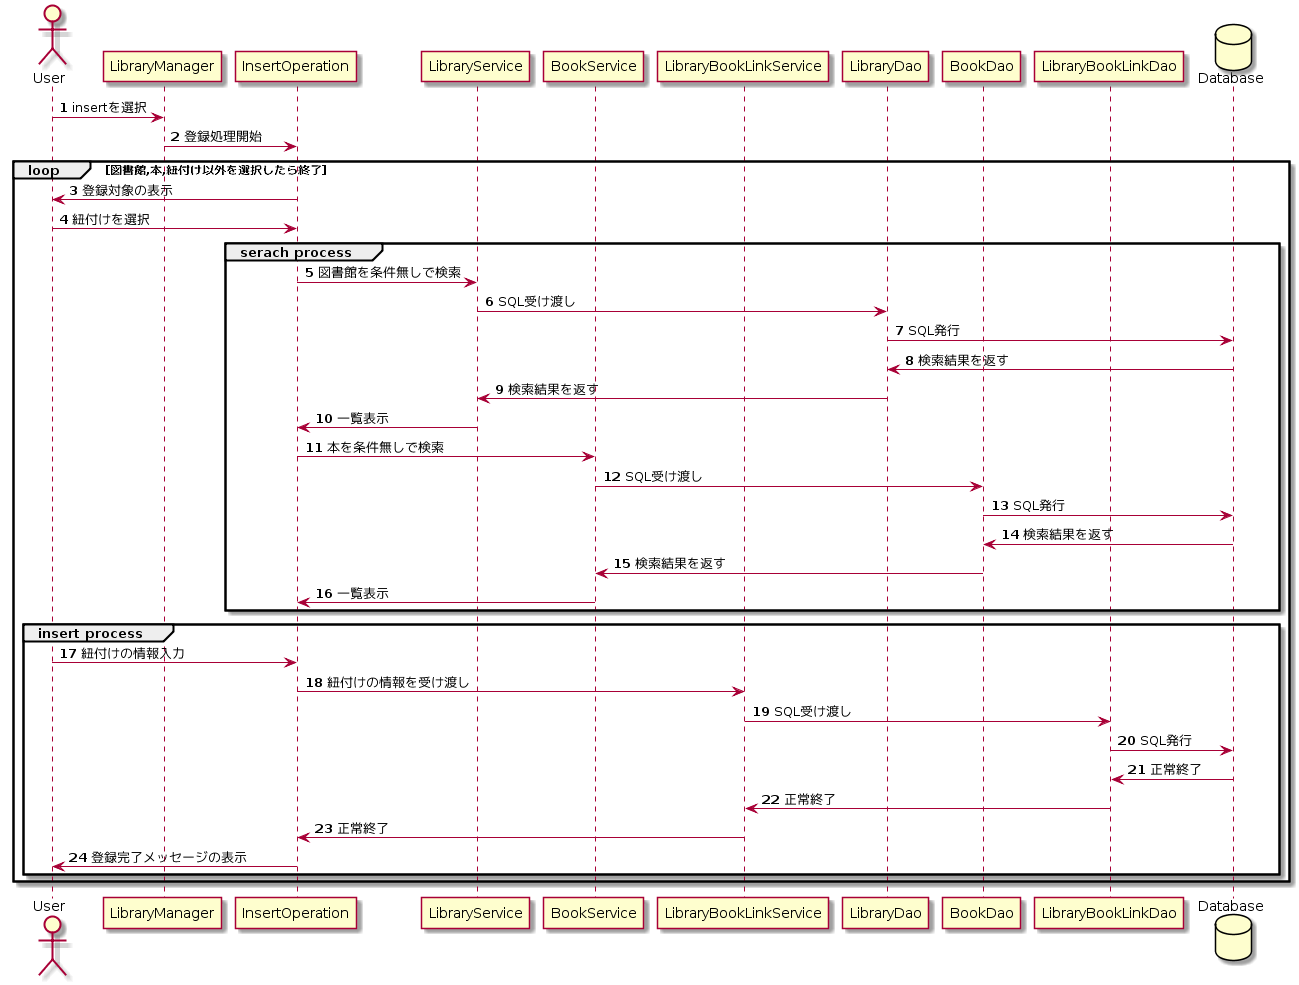 User
LibraryManager
InsertOperation
LibraryService
BookService
LibraryBookLinkService
LibraryDao
BookDao
LibraryBookLinkDao
Database
1 insertを選択
2 登録処理開始
loop [図書館,本,紐付け以外を選択したら終了]
3 登録対象の表示
4 紐付けを選択
serach process
5 図書館を条件無しで検索
6 SQL受け渡し
7 SQL発行
8 検索結果を返す
9 検索結果を返す
10 一覧表示
11 本を条件無しで検索
12 SQL受け渡し
13 SQL発行
14 検索結果を返す
15 検索結果を返す
16 一覧表示
insert process
17 紐付けの情報入力
18 紐付けの情報を受け渡し
19 SQL受け渡し
20 SQL発行
21 正常終了
22 正常終了
23 正常終了
24 登録完了メッセージの表示
User
LibraryManager
InsertOperation
LibraryService
BookService
LibraryBookLinkService
LibraryDao
BookDao
LibraryBookLinkDao
Database